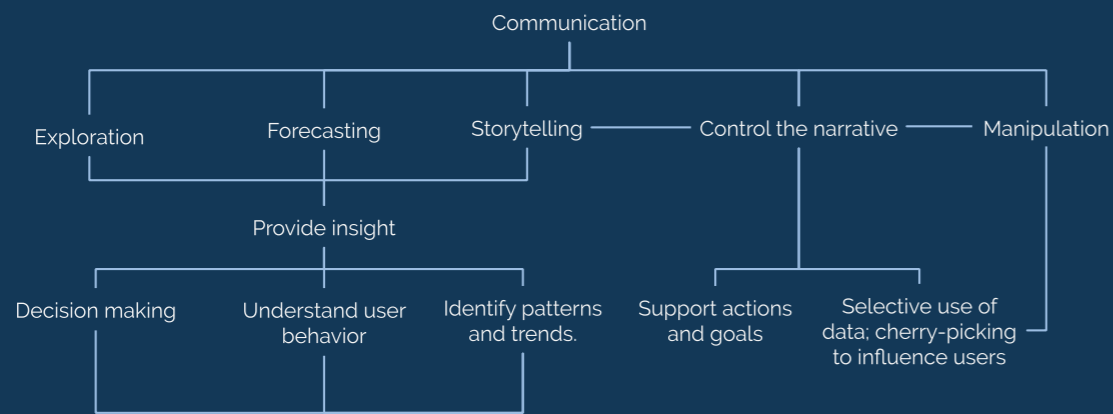 Communication
Exploration
Forecasting
Storytelling
Control the narrative
Manipulation
Provide insight
Decision making
Understand user
behavior
Identify patterns
and trends.
Support actions
and goals
Selective use of
data; cherry-picking
to influence users